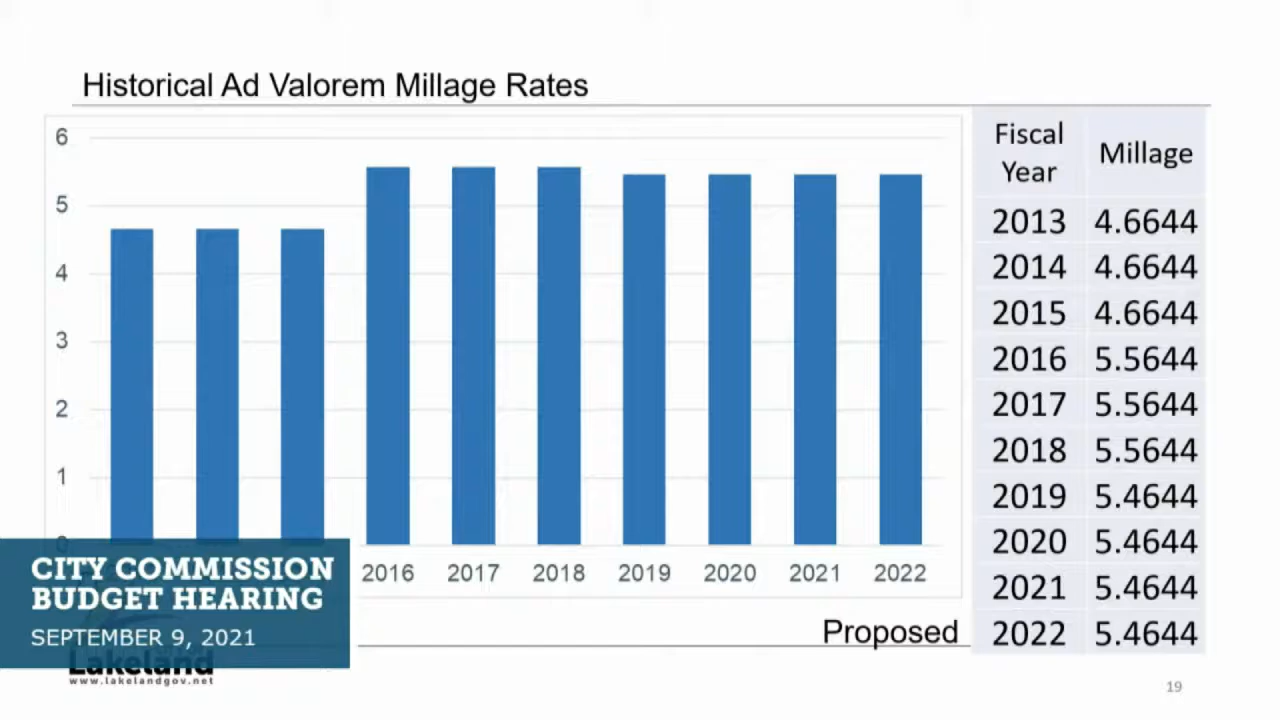 Historical Ad Valorem Millage Rates
6
5
4
3
2
1
0
2016 2017 2018 2019 2020 2021 2022
Fiscal Year Millage
2013 4.6644
2014 4.6644
2015 4.6644
2016 5.5644
2017 5.5644
2018 5.5644
2019 5.4644
2020 5.4644
2021 5.4644
Proposed 2022 5.4644
CITY COMMISSION
BUDGET HEARING
SEPTEMBER 9, 2021
Lakeland
www.lakelandgov.net
19